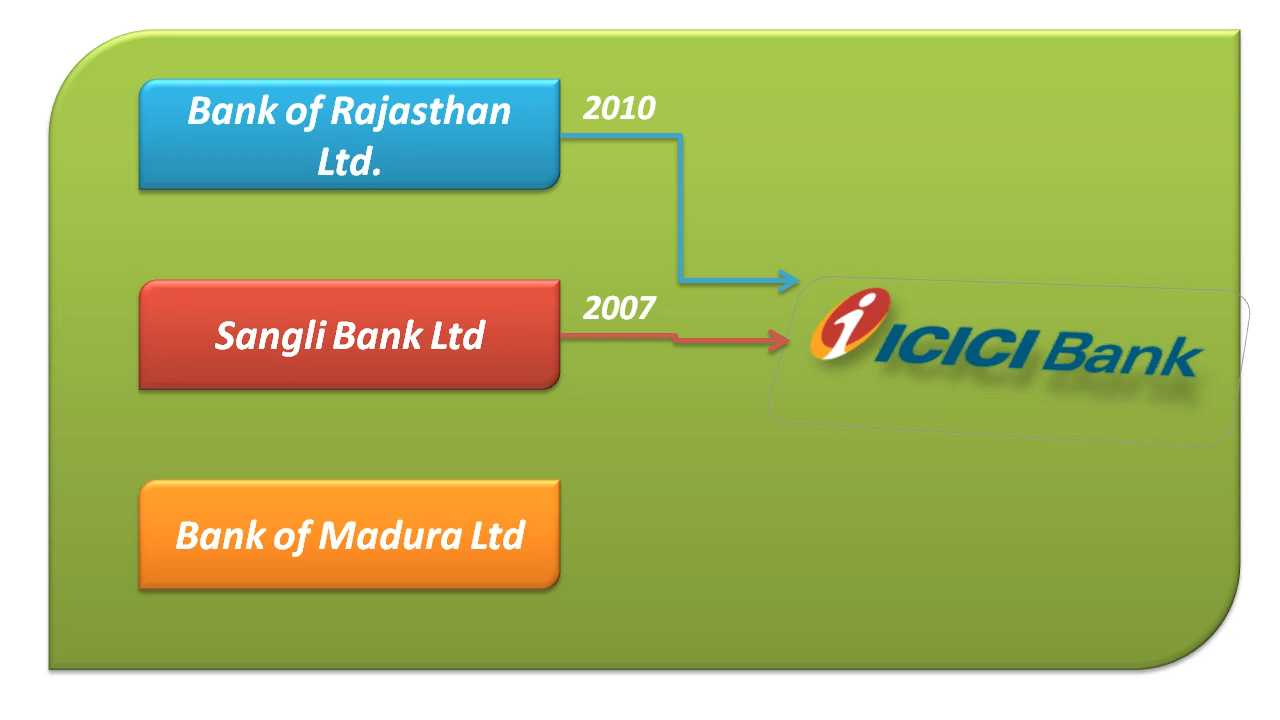 Bank of Rajasthan
Ltd.
2010
Sangli Bank Ltd
2007
i ICICI Bank
Bank of Madura Ltd